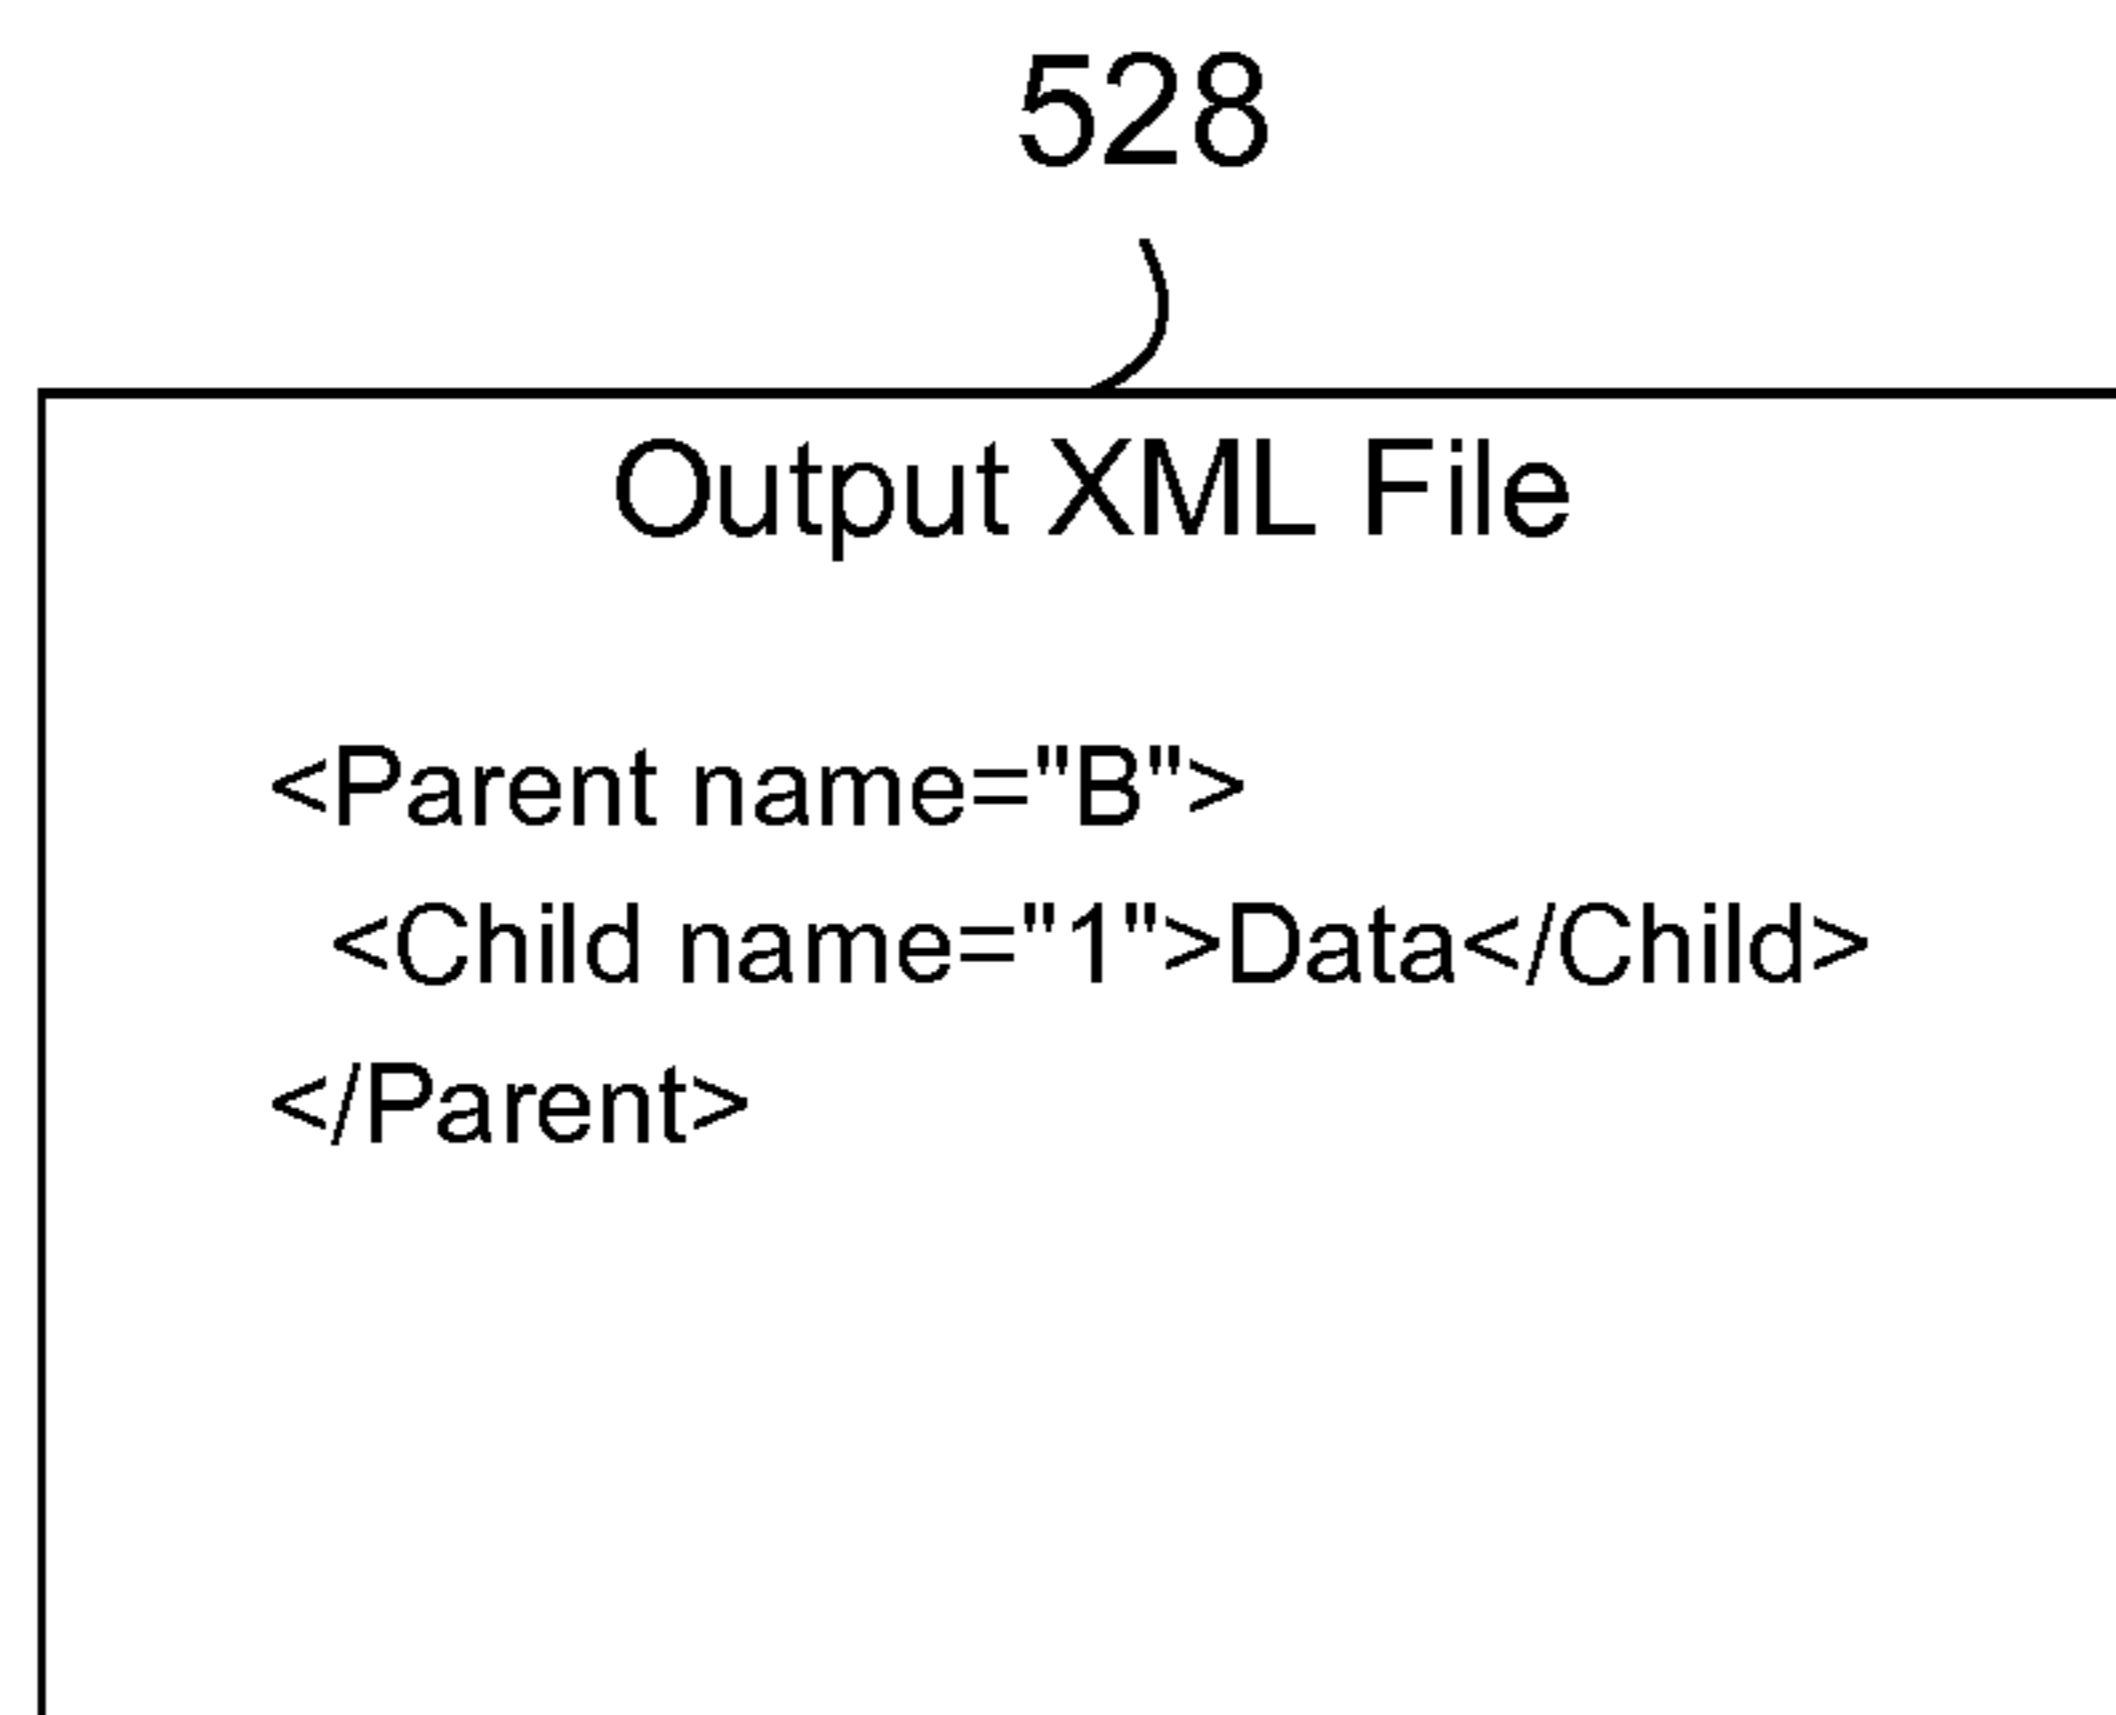 528
Output XML File
<Parent name="B">
<Child name="1">Data</Child>
</Parent>